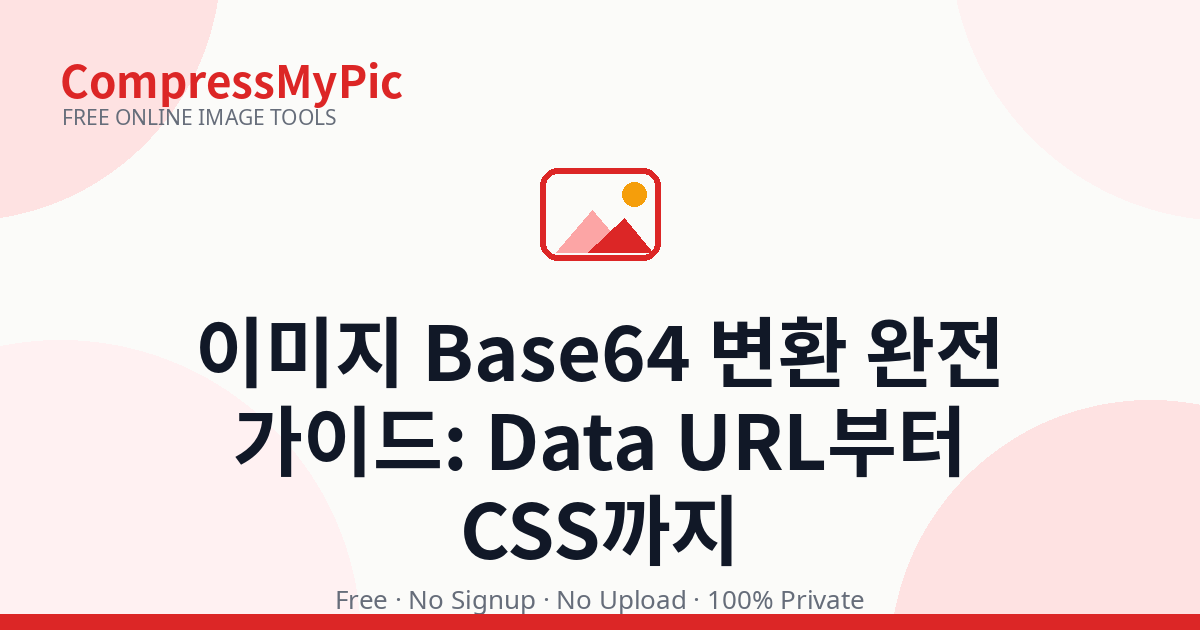 CompressMyPic
FREE ONLINE IMAGE TOOLS
이미지 Base64 변환 완전
가이드: Data URL부터
CSS까지
Free · No Signup · No Upload · 100% Private